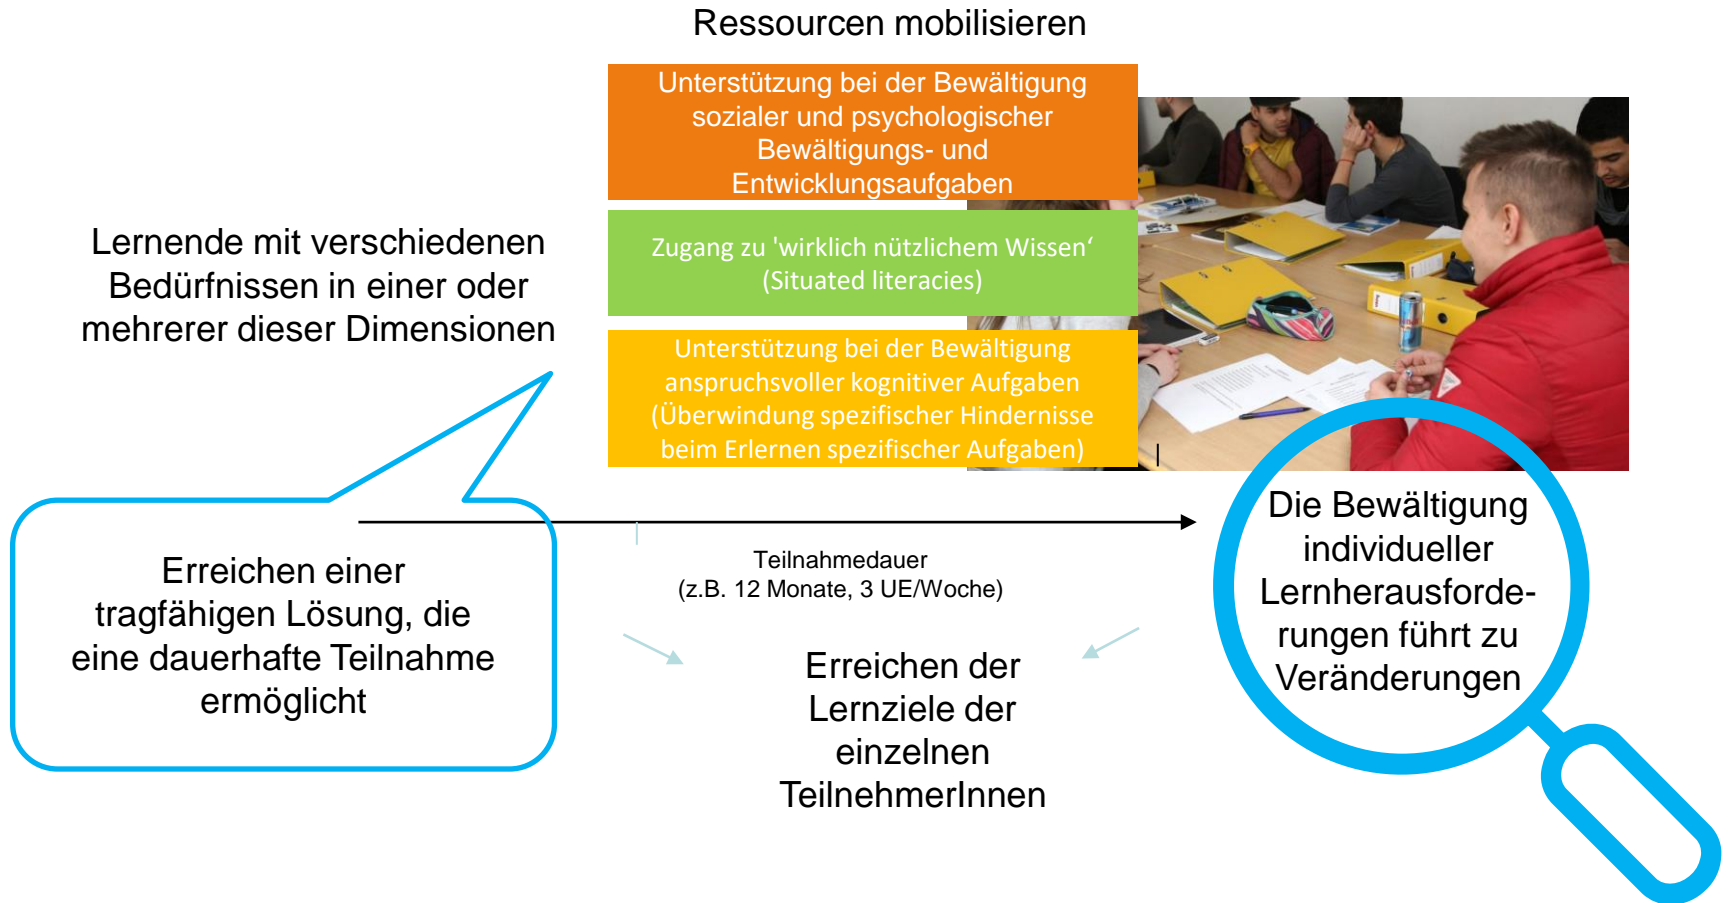 Ressourcen mobilisieren
Unterstützung bei der Bewältigung
sozialer und psychologischer
Bewältigungs- und
Entwicklungsaufgaben
Lernende mit verschiedenen
Bedürfnissen in einer oder
mehrerer dieser Dimensionen
Zugang zu 'wirklich nützlichem Wissen‘
(Situated literacies)
Unterstützung bei der Bewältigung
anspruchsvoller kognitiver Aufgaben
(Überwindung spezifischer Hindernisse
beim Erlernen spezifischer Aufgaben)
Erreichen einer
tragfähigen Lösung, die
eine dauerhafte Teilnahme
ermöglicht
Teilnahmedauer
(z.B. 12 Monate, 3 UE/Woche)
Erreichen der
Lernziele der
einzelnen
TeilnehmerInnen
Die Bewältigung
individueller
Lernherausforde-
rungen führt zu
Veränderungen